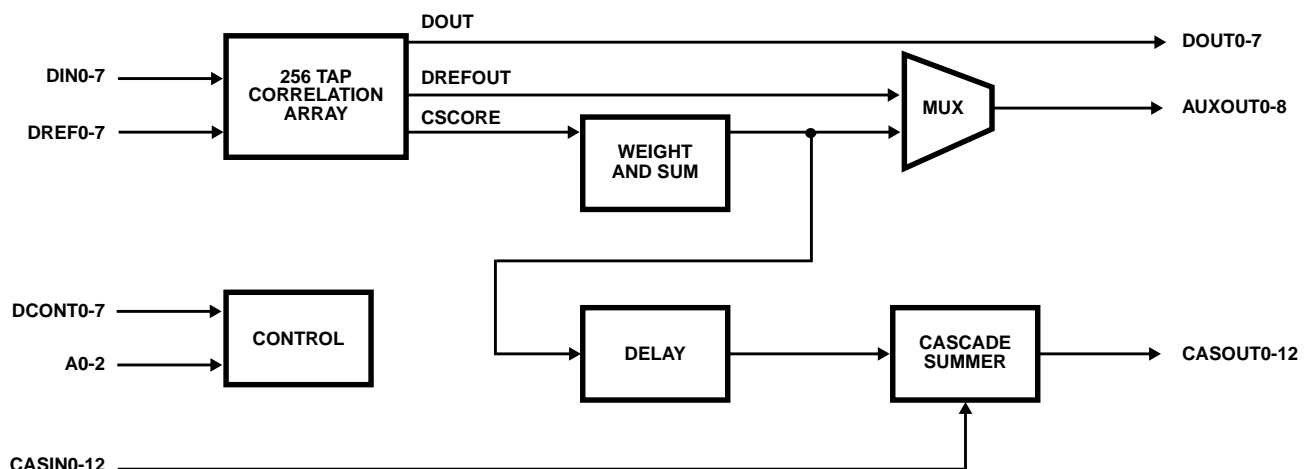 DOUT
DOUT0-7
DIN0-7
256 TAP
CORRELATION
ARRAY
DREFOUT
MUX
AUXOUT0-8
DREF0-7
CSCORE
WEIGHT
AND SUM
DCONT0-7
CONTROL
A0-2
DELAY
CASCADE
SUMMER
CASOUT0-12
CASIN0-12